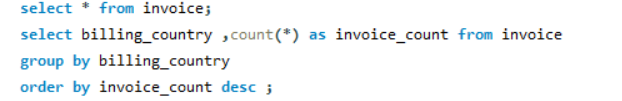 select * from invoice;
select billing_country ,count(*) as invoice_count from invoice
group by billing_country
order by invoice_count desc ;